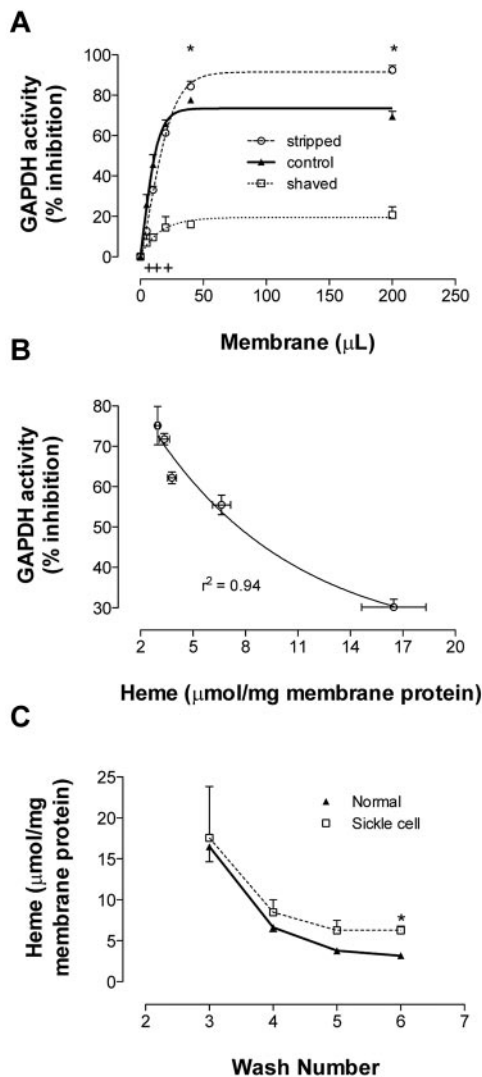 A
GAPDH activity
(% inhibition)
100
80
60
40
20
0
* *
stripped
control
shaved
+++
0 50 100 150 200 250
Membrane (μL)
B
GAPDH activity
(% inhibition)
80
70
60
50
40
30
r² = 0.94
2 5 8 11 14 17 20
Heme (μmol/mg membrane protein)
C
Heme (μmol/mg
membrane protein)
25
20
15
10
5
0
Normal
Sickle cell
*
2 3 4 5 6 7
Wash Number